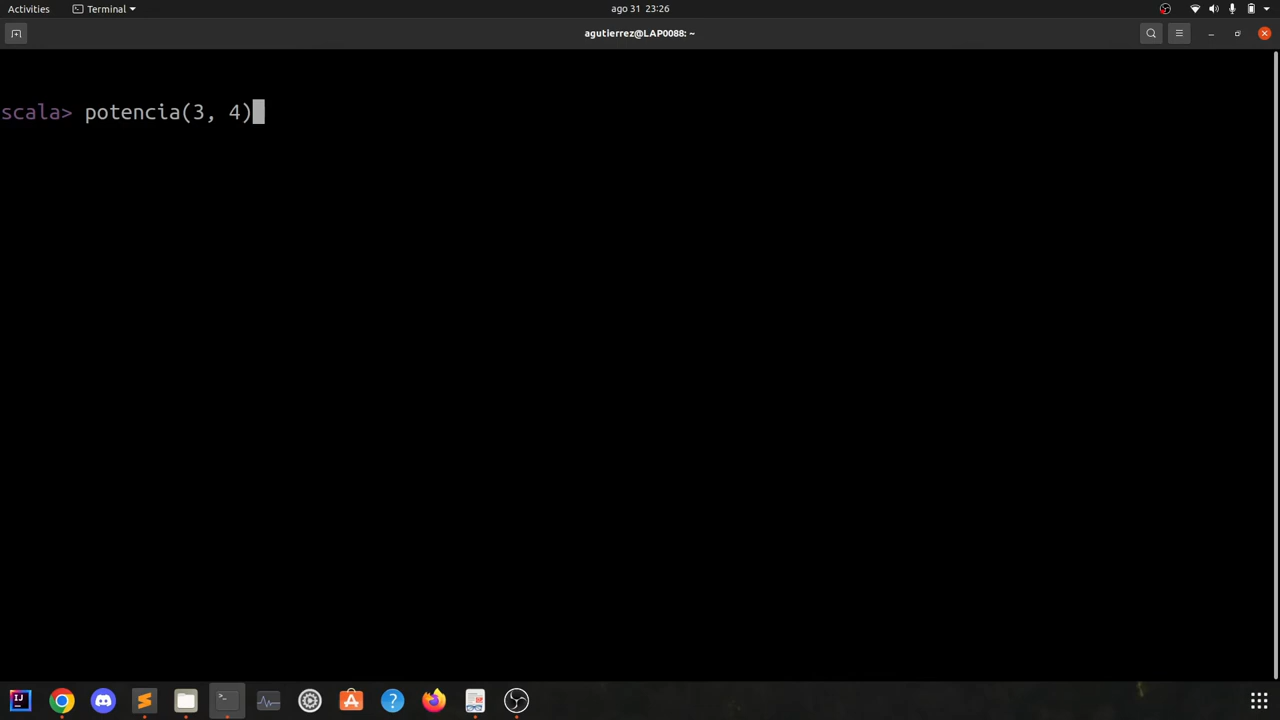 Activities
Terminal
ago 31 23:26
agutierrez@LAP0088: ~
scala> potencia(3, 4)